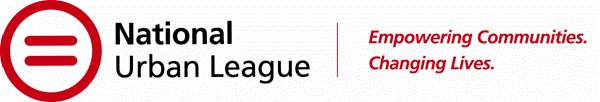 National
Urban League
Empowering Communities.
Changing Lives.